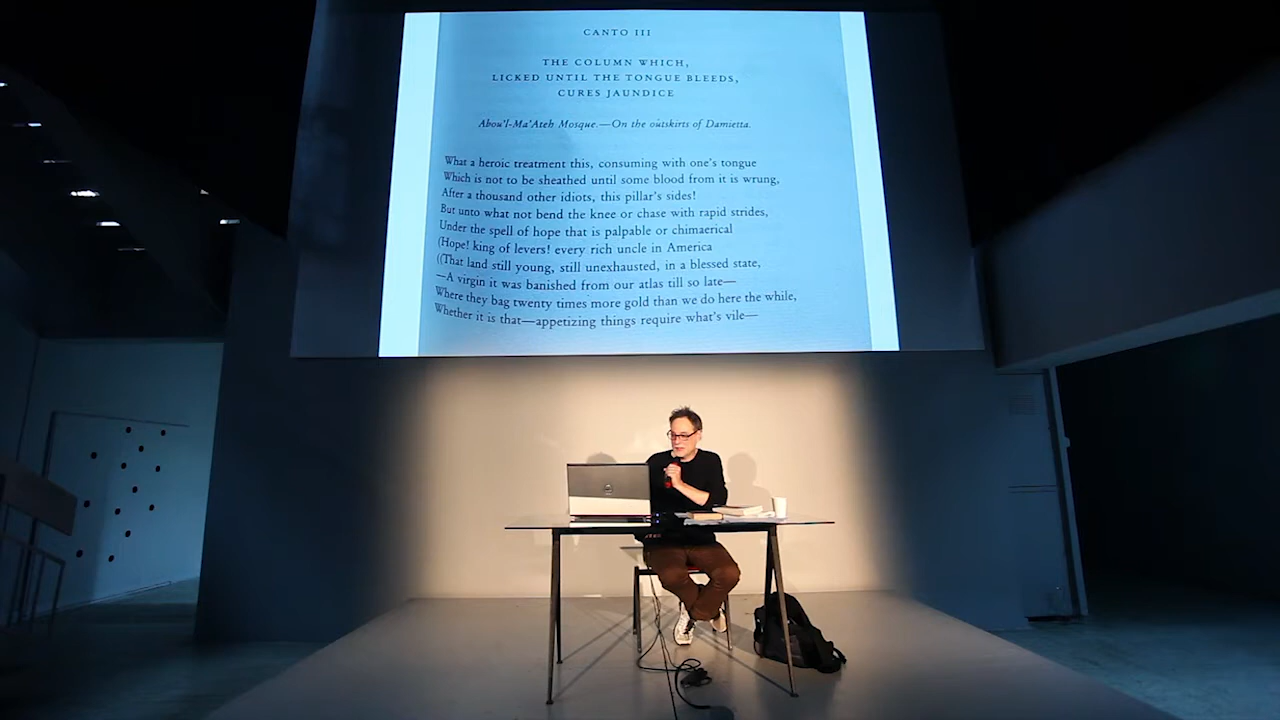 CANTO III
THE COLUMN WHICH,
LICKED UNTIL THE TONGUE BLEEDS,
CURES JAUNDICE
Abou'l-Ma'Ateh Mosque.—On the outskirts of Damietta.
What a heroic treatment this, consuming with one's tongue
Which is not to be sheathed until some blood from it is wrung,
After a thousand other idiots, this pillar's sides!
But unto what not bend the knee or chase with rapid strides,
Under the spell of hope that is palpable or chimaerical
(Hope! king of levers! every rich uncle in America
((That land still young, still unexhausted, in a blessed state,
—A virgin it was banished from our atlas till so late—
Where they bag twenty times more gold than we do here the while,
Whether it is that—appetizing things require what's vile—